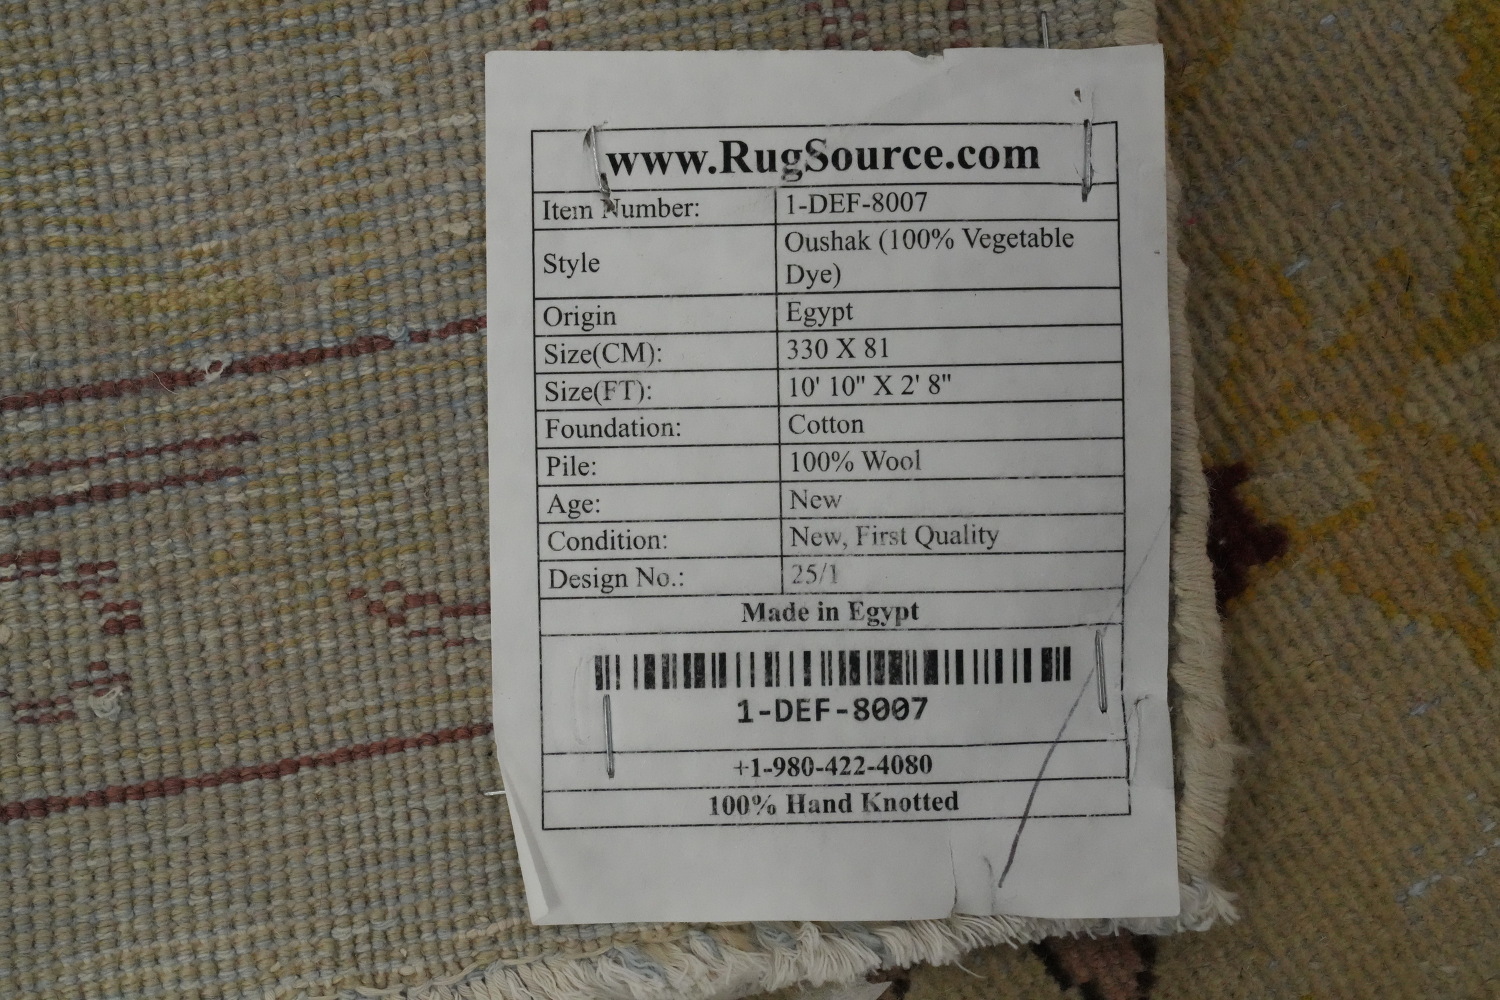 www.RugSource.com
Item Number: 1-DEF-8007
Style Oushak (100% Vegetable
Dye)
Origin Egypt
Size(CM): 330 X 81
Size(FT): 10' 10" X 2' 8"
Foundation: Cotton
Pile: 100% Wool
Age: New
Condition: New, First Quality
Design No.: 25/1
Made in Egypt
1-DEF-8007
+1-980-422-4080
100% Hand Knotted